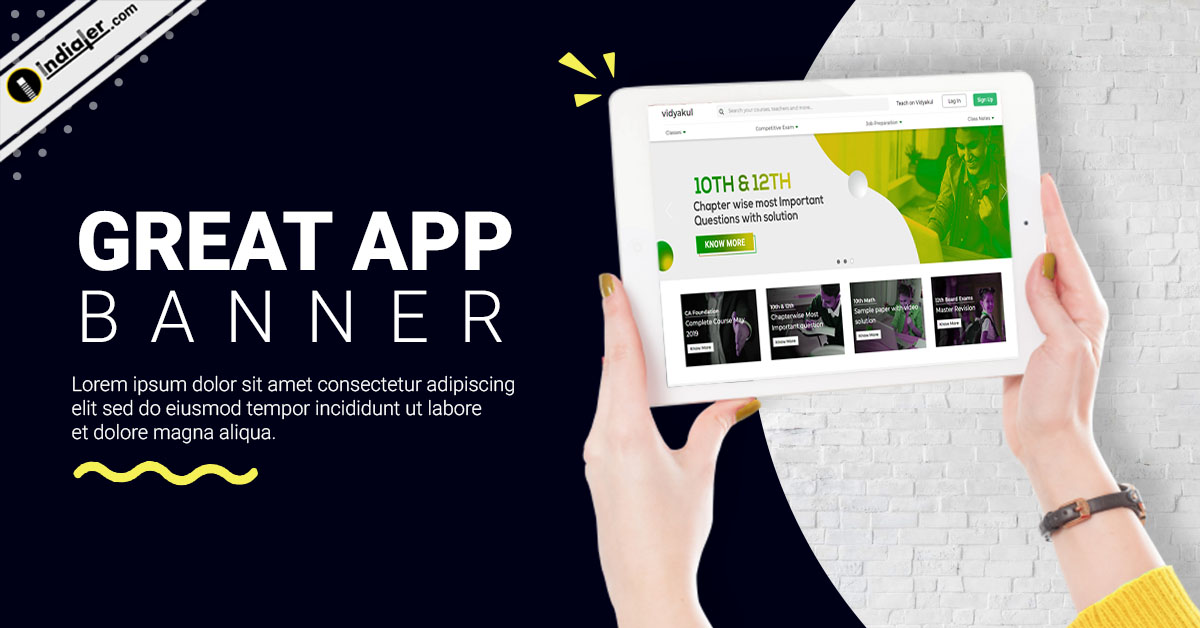 Indiater.com
GREAT APP
BANNER
Lorem ipsum dolor sit amet consectetur adipiscing
elit sed do eiusmod tempor incididunt ut labore
et dolore magna aliqua.
vidyakul
Search your courses, teachers and more...
Teach on Vidyakul
Log In
Sign Up
Classes
Competitive Exam
Job Preparation
Class Notes
10TH & 12TH
Chapter wise most Important
Questions with solution
KNOW MORE
CA Foundation
Complete Course May
2019
Know More
10th & 12th
Chapterwise Most
Important question
Know More
10th Math
Sample paper with video
solution
Know More
12th Board Exams
Master Revision
Know More